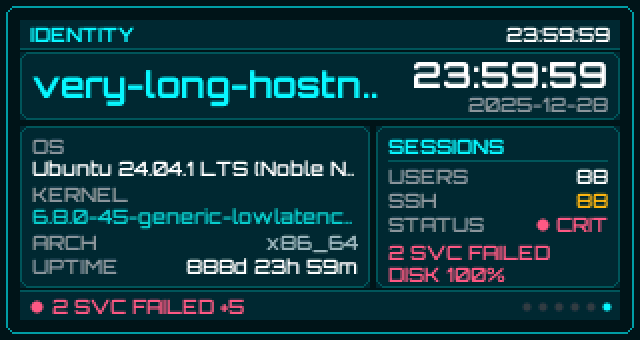 IDENTITY 23:59:59
very-long-hostn.. 23:59:59
2025-12-28
OS
Ubuntu 24.04.1 LTS (Noble N..
KERNEL
6.8.0-45-generic-lowlatenc..
ARCH x86_64
UPTIME 888d 23h 59m
SESSIONS
USERS 88
SSH 88
STATUS ● CRIT
2 SVC FAILED
DISK 100%
● 2 SVC FAILED +5